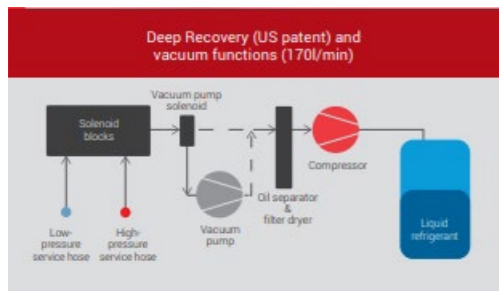 Deep Recovery (US patent) and
vacuum functions (170l/min)
Vacuum pump
solenoid
Solenoid
blocks
Compressor
Oil separator
&
filter dryer
Vacuum
pump
Liquid
refrigerant
Low-
pressure
service hose
High-
pressure
service hose